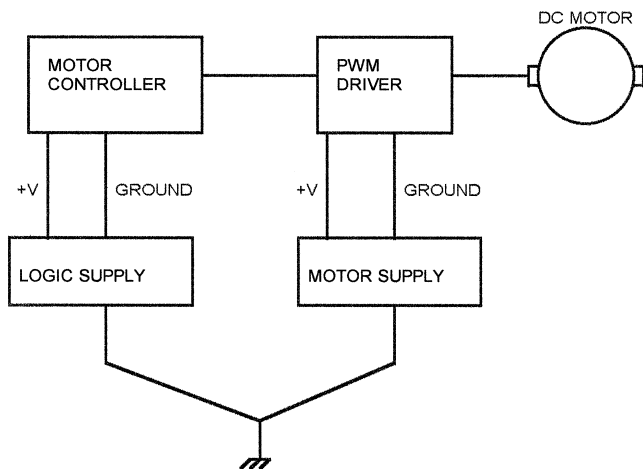 DC MOTOR
MOTOR
CONTROLLER
PWM
DRIVER
+V
GROUND
+V
GROUND
LOGIC SUPPLY
MOTOR SUPPLY